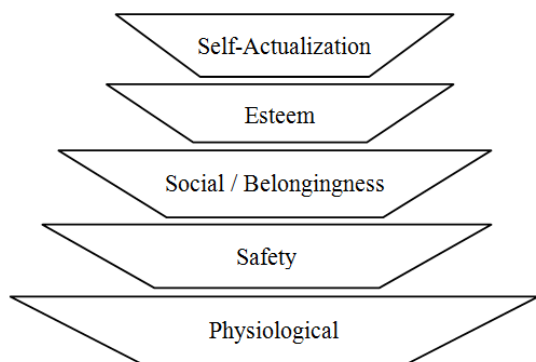 Self-Actualization
Esteem
Social / Belongingness
Safety
Physiological